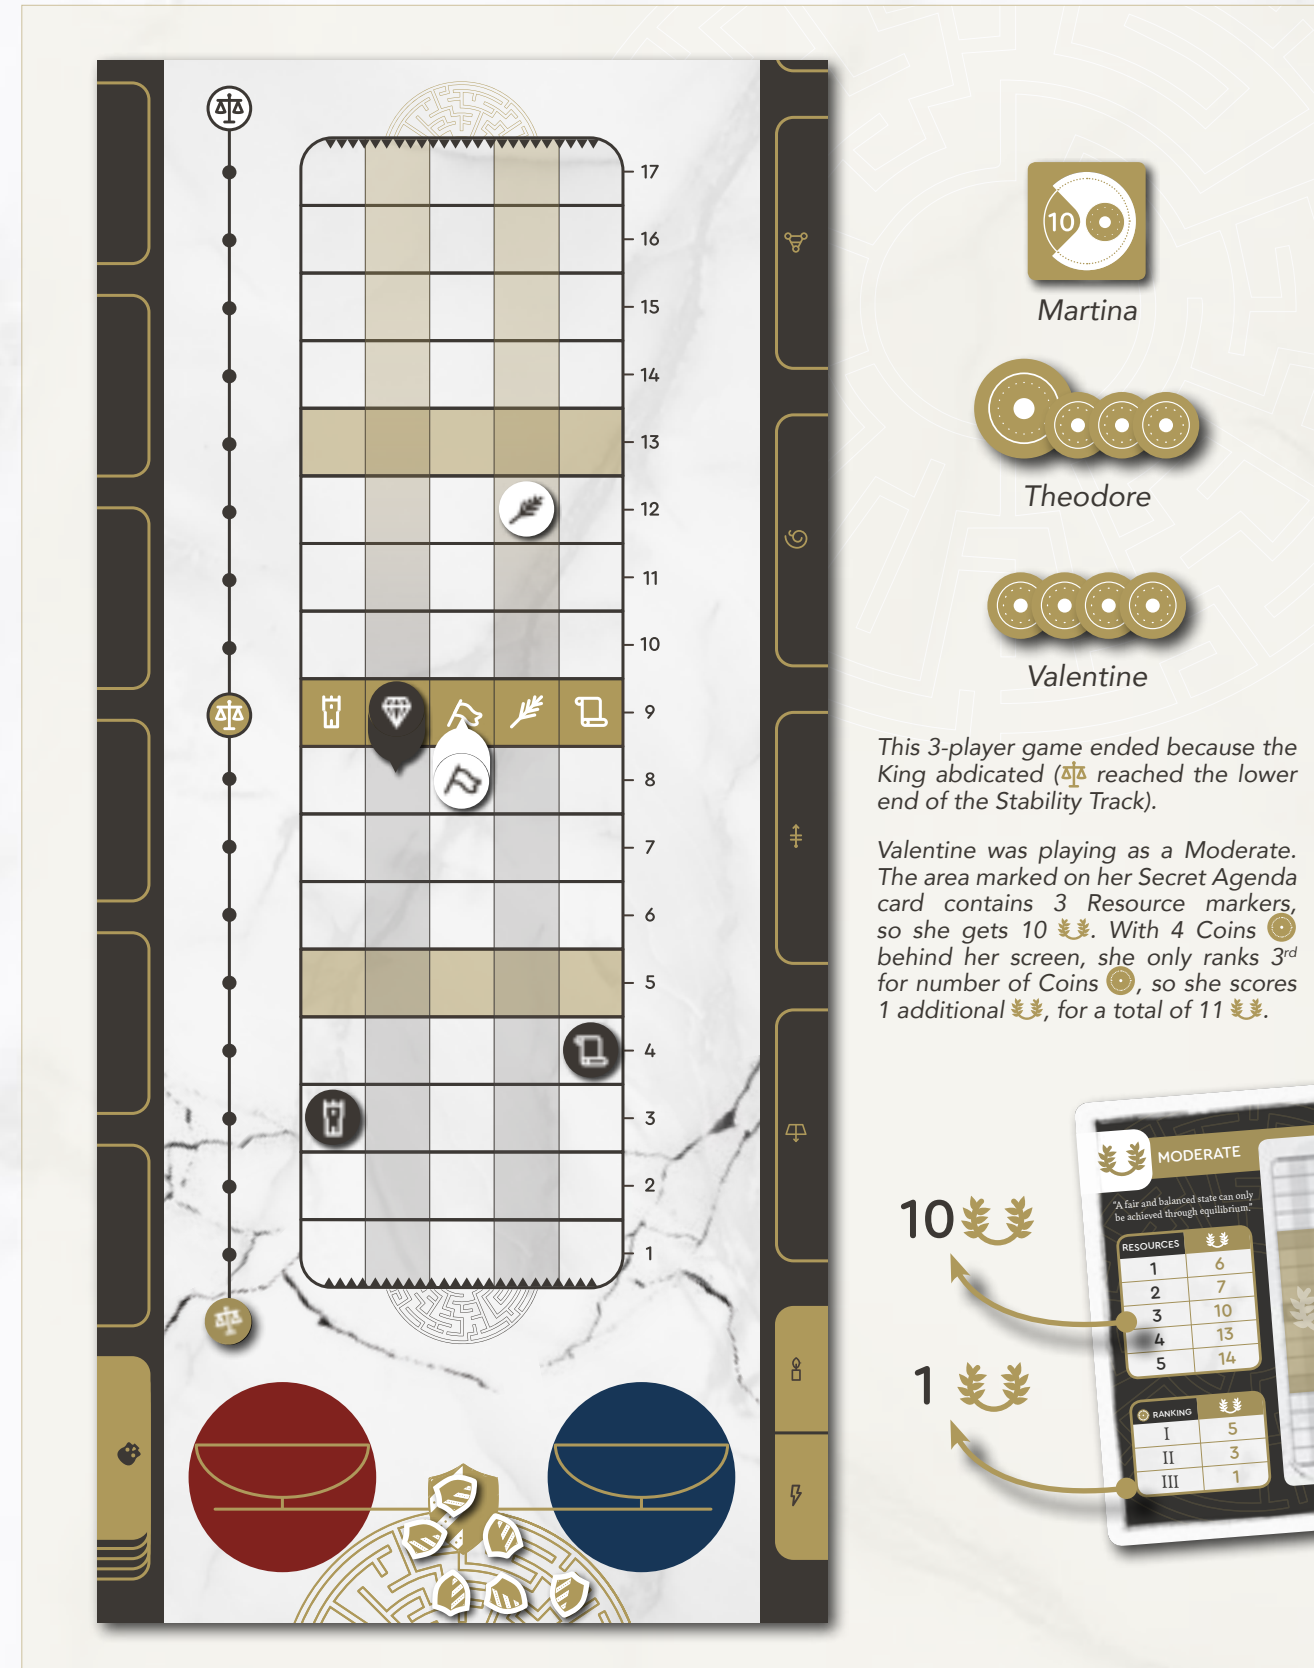 17
16
15
14
13
12
11
10
9
8
7
6
5
4
3
2
1
10
Martina
Theodore
Valentine
This 3-player game ended because the
King abdicated ( reached the lower
end of the Stability Track).
Valentine was playing as a Moderate.
The area marked on her Secret Agenda
card contains 3 Resource markers,
so she gets 10 . With 4 Coins
behind her screen, she only ranks 3rd
for number of Coins , so she scores
1 additional , for a total of 11 .
10
1
MODERATE
"A fair and balanced state can only
be achieved through equilibrium."
RESOURCES
1 6
2 7
3 10
4 13
5 14
RANKING
I 5
II 3
III 1